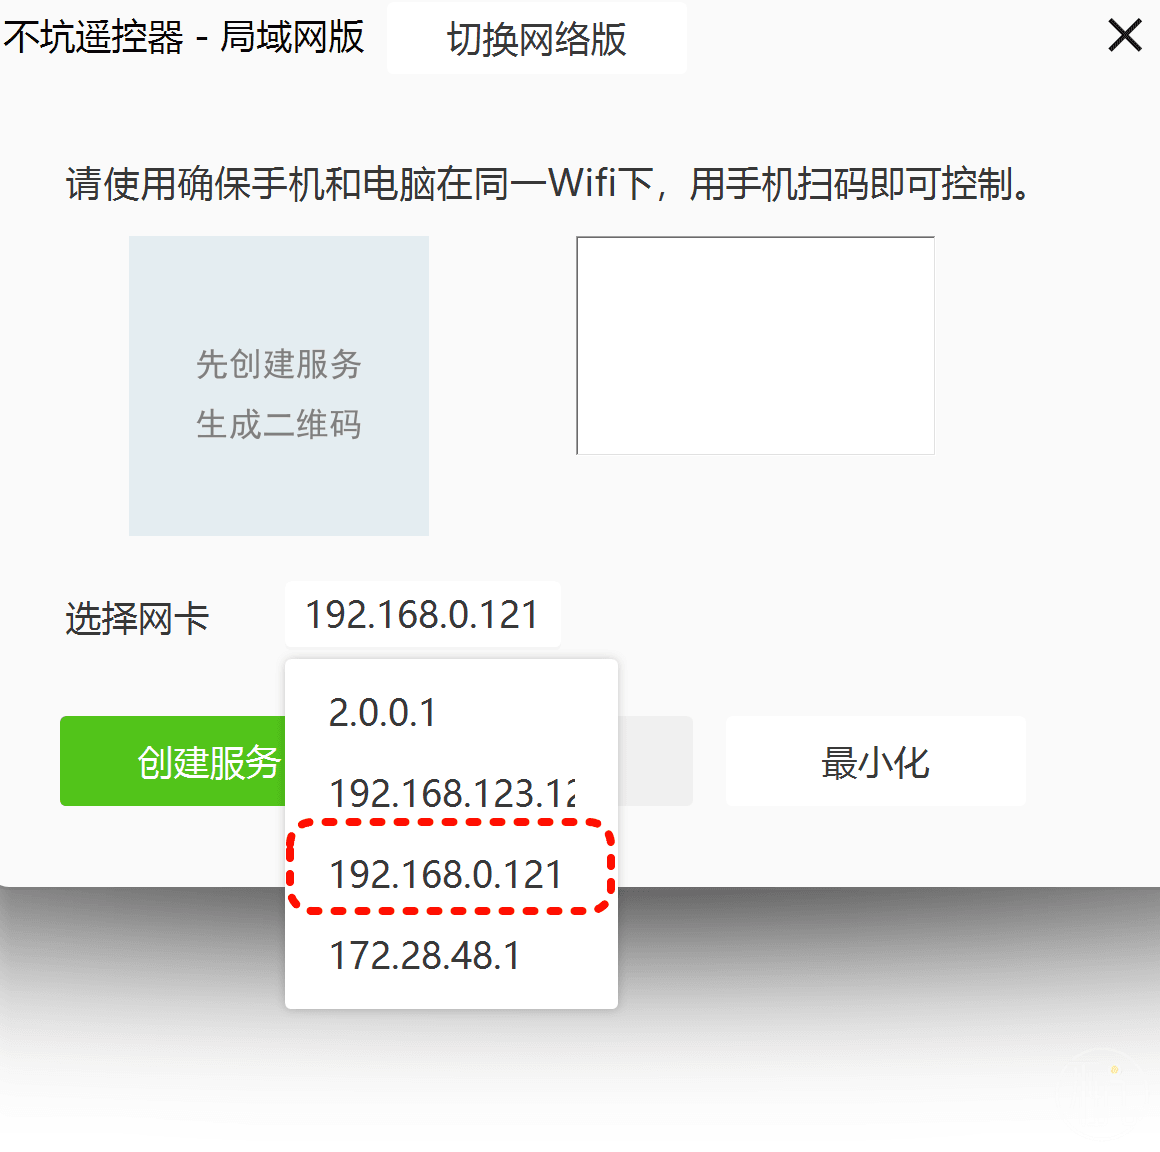 不坑遥控器 - 局域网版
切换网络版
请使用确保手机和电脑在同一Wifi下，用手机扫码即可控制。
先创建服务
生成二维码
选择网卡
192.168.0.121
2.0.0.1
192.168.123.12
192.168.0.121
172.28.48.1
创建服务
最小化